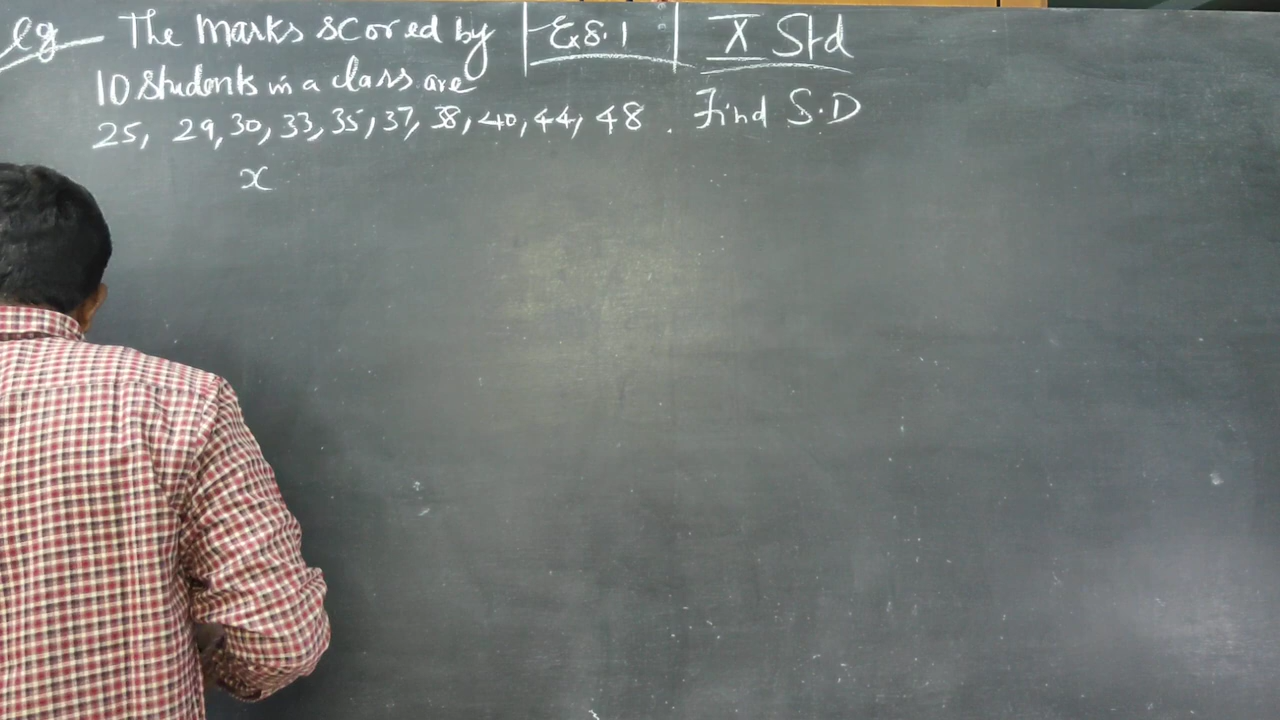 eg The Marks scored by
10 students in a class are
25, 29, 30, 33, 35, 37, 38, 40, 44, 48. Find S.D
x
Ex 8.1
X Std